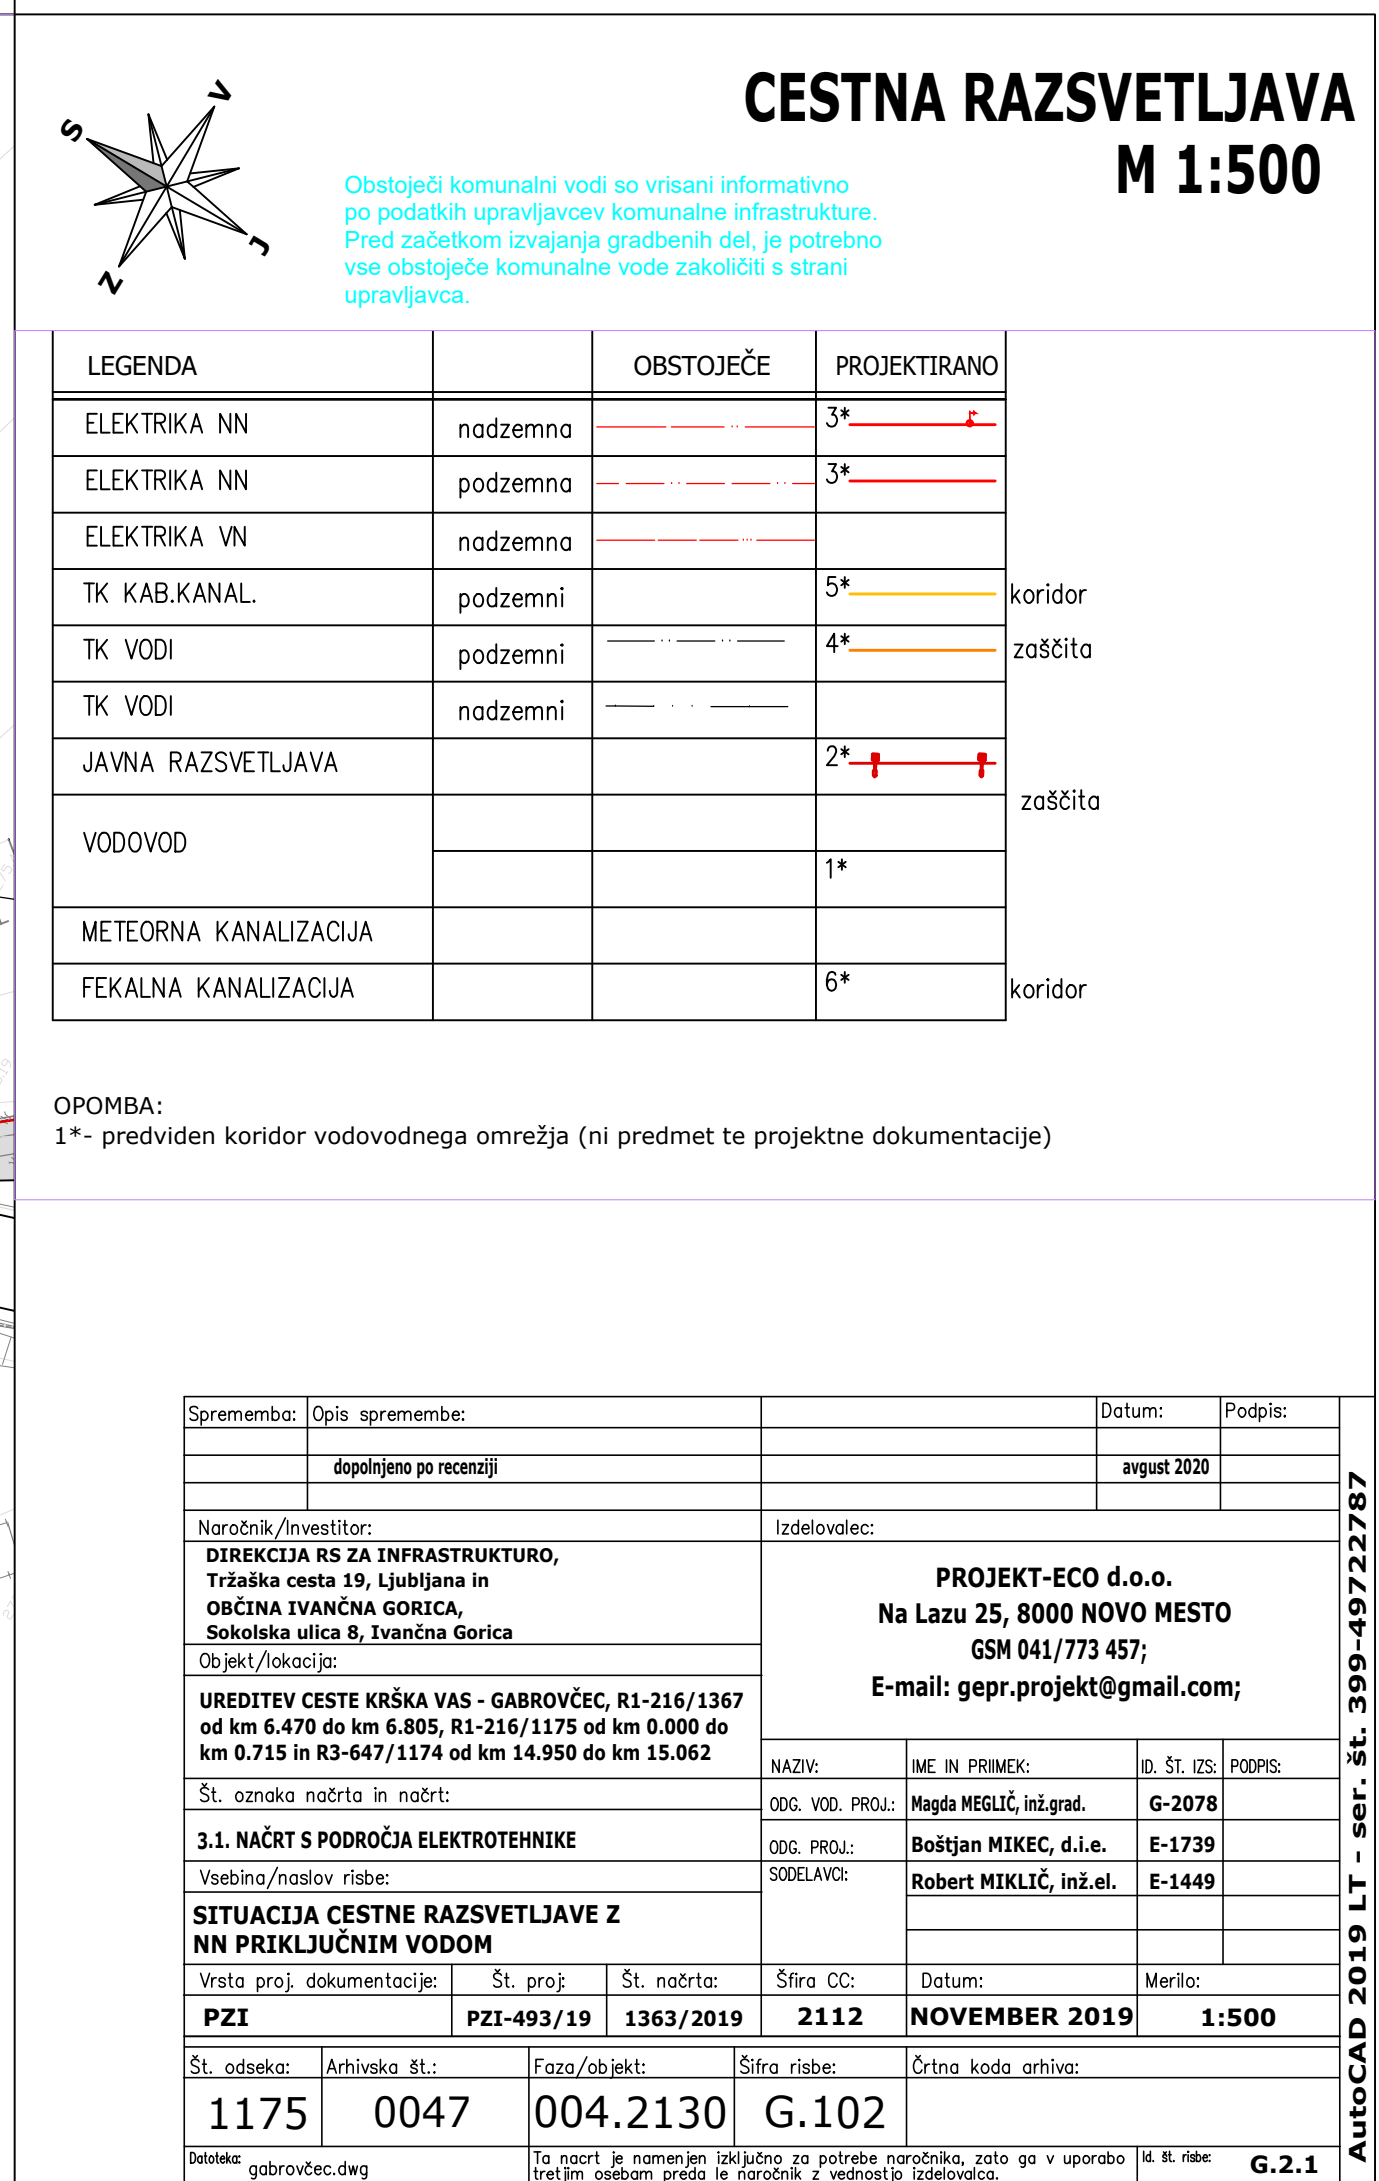 CESTNA RAZSVETLJAVA
M 1:500
S
V
J
Z
Obstoječi komunalni vodi so vrisani informativno
po podatkih upravljavcev komunalne infrastrukture.
Pred začetkom izvajanja gradbenih del, je potrebno
vse obstoječe komunalne vode zakoličiti s strani
upravljavca.
LEGENDA OBSTOJEČE PROJEKTIRANO
ELEKTRIKA NN nadzemna 3*
ELEKTRIKA NN podzemna 3*
ELEKTRIKA VN nadzemna
TK KAB.KANAL. podzemni 5* koridor
TK VODI podzemni 4* zaščita
TK VODI nadzemni
JAVNA RAZSVETLJAVA 2*
zaščita
VODOVOD
1*
METEORNA KANALIZACIJA
FEKALNA KANALIZACIJA 6* koridor
OPOMBA:
1*- predviden koridor vodovodnega omrežja (ni predmet te projektne dokumentacije)
Sprememba: Opis spremembe: Datum: Podpis:
dopolnjeno po recenziji avgust 2020
Naročnik/Investitor:
DIREKCIJA RS ZA INFRASTRUKTURO,
Tržaška cesta 19, Ljubljana in
OBČINA IVANČNA GORICA,
Sokolska ulica 8, Ivančna Gorica
Izdelovalec:
PROJEKT-ECO d.o.o.
Na Lazu 25, 8000 NOVO MESTO
GSM 041/773 457;
E-mail: gepr.projekt@gmail.com;
Objekt/lokacija:
UREDITEV CESTE KRŠKA VAS - GABROVČEC, R1-216/1367
od km 6.470 do km 6.805, R1-216/1175 od km 0.000 do
km 0.715 in R3-647/1174 od km 14.950 do km 15.062
Št. oznaka načrta in načrt:
3.1. NAČRT S PODROČJA ELEKTROTEHNIKE
Vsebina/naslov risbe:
SITUACIJA CESTNE RAZSVETLJAVE Z
NN PRIKLJUČNIM VODOM
NAZIV: IME IN PRIIMEK: ID. ŠT. IZS: PODPIS:
ODG. VOD. PROJ.: Magda MEGLIČ, inž.grad. G-2078
ODG. PROJ.: Boštjan MIKEC, d.i.e. E-1739
SODELAVCI: Robert MIKLIČ, inž.el. E-1449
Vrsta proj. dokumentacije: Št. proj: Št. načrta: Šfira CC: Datum: Merilo:
PZI PZI-493/19 1363/2019 2112 NOVEMBER 2019 1:500
Št. odseka: Arhivska št.: Faza/objekt: Šifra risbe: Črtna koda arhiva:
1175 0047 004.2130 G.102
Datoteka: gabrovčec.dwg
Ta nacrt je namenjen izključno za potrebe naročnika, zato ga v uporabo
tretjim osebam preda le naročnik z vednostjo izdelovalca.
Id. št. risbe: G.2.1
AutoCAD 2019 LT - ser. št. 399-49722787